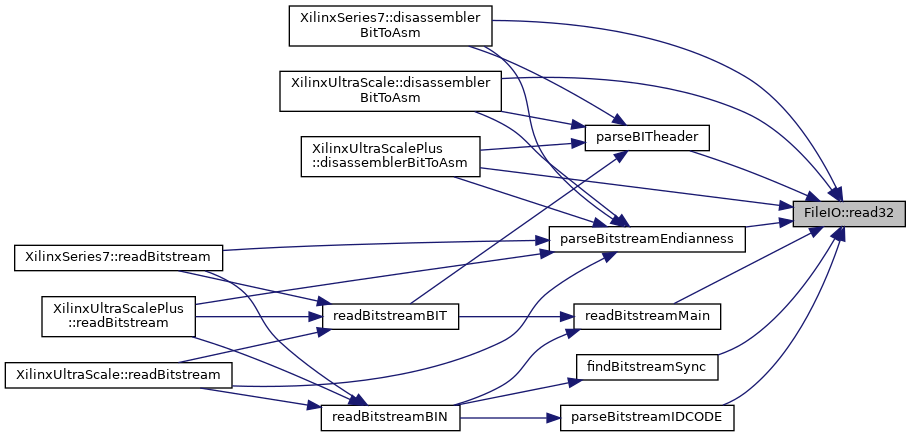 XilinxSeries7::disassembler
BitToAsm
XilinxUltraScale::disassembler
BitToAsm
parseBITheader
XilinxUltraScalePlus
::disassemblerBitToAsm
FileIO::read32
parseBitstreamEndianness
XilinxSeries7::readBitstream
XilinxUltraScalePlus
::readBitstream
readBitstreamBIT
readBitstreamMain
findBitstreamSync
XilinxUltraScale::readBitstream
readBitstreamBIN
parseBitstreamIDCODE